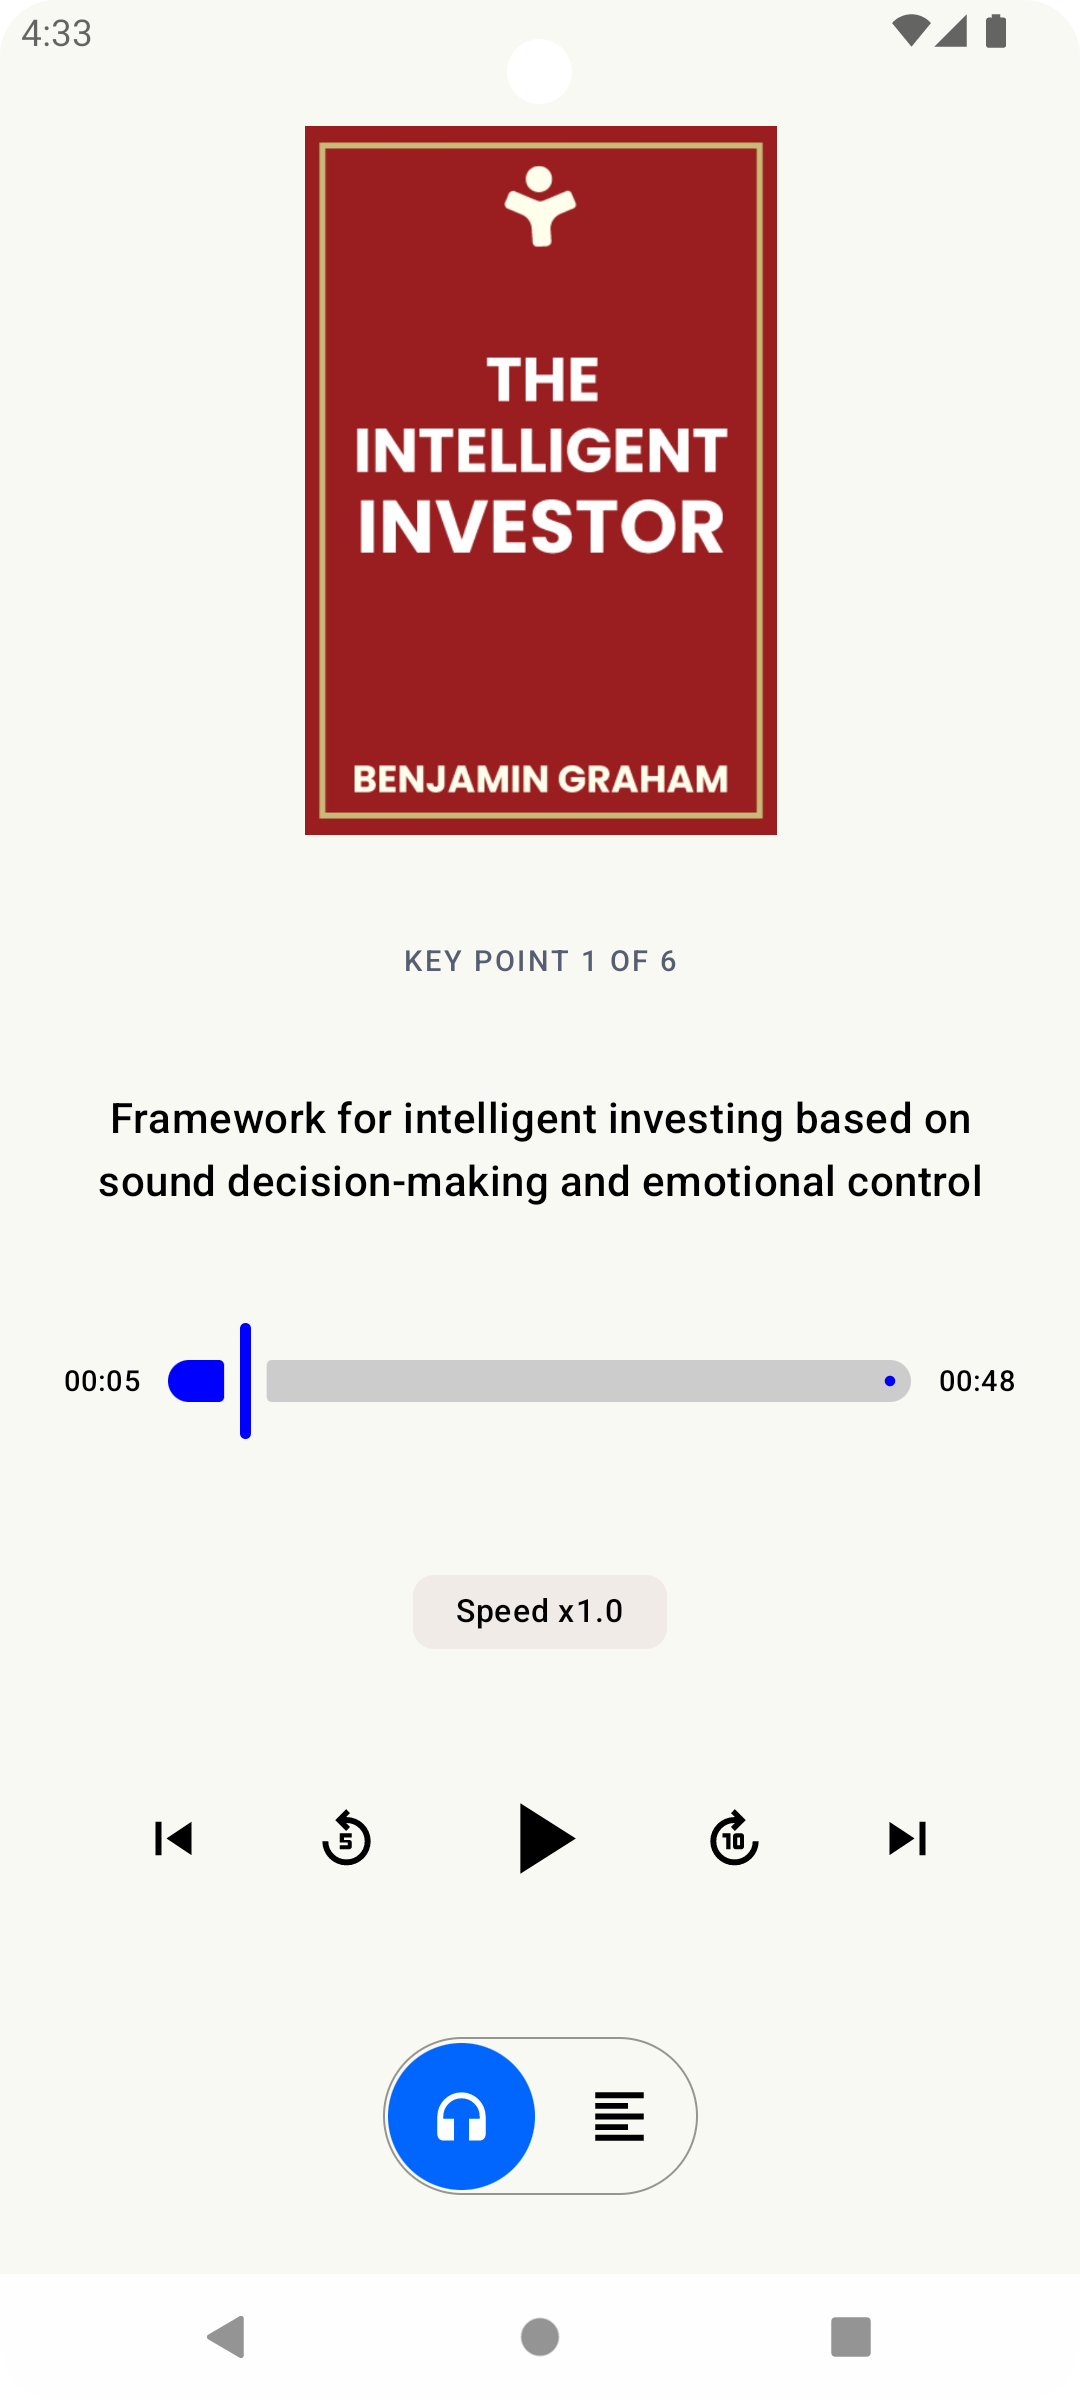 4:33
THE
INTELLIGENT
INVESTOR
BENJAMIN GRAHAM
KEY POINT 1 OF 6
Framework for intelligent investing based on
sound decision-making and emotional control
00:05
00:48
Speed x1.0
5
10